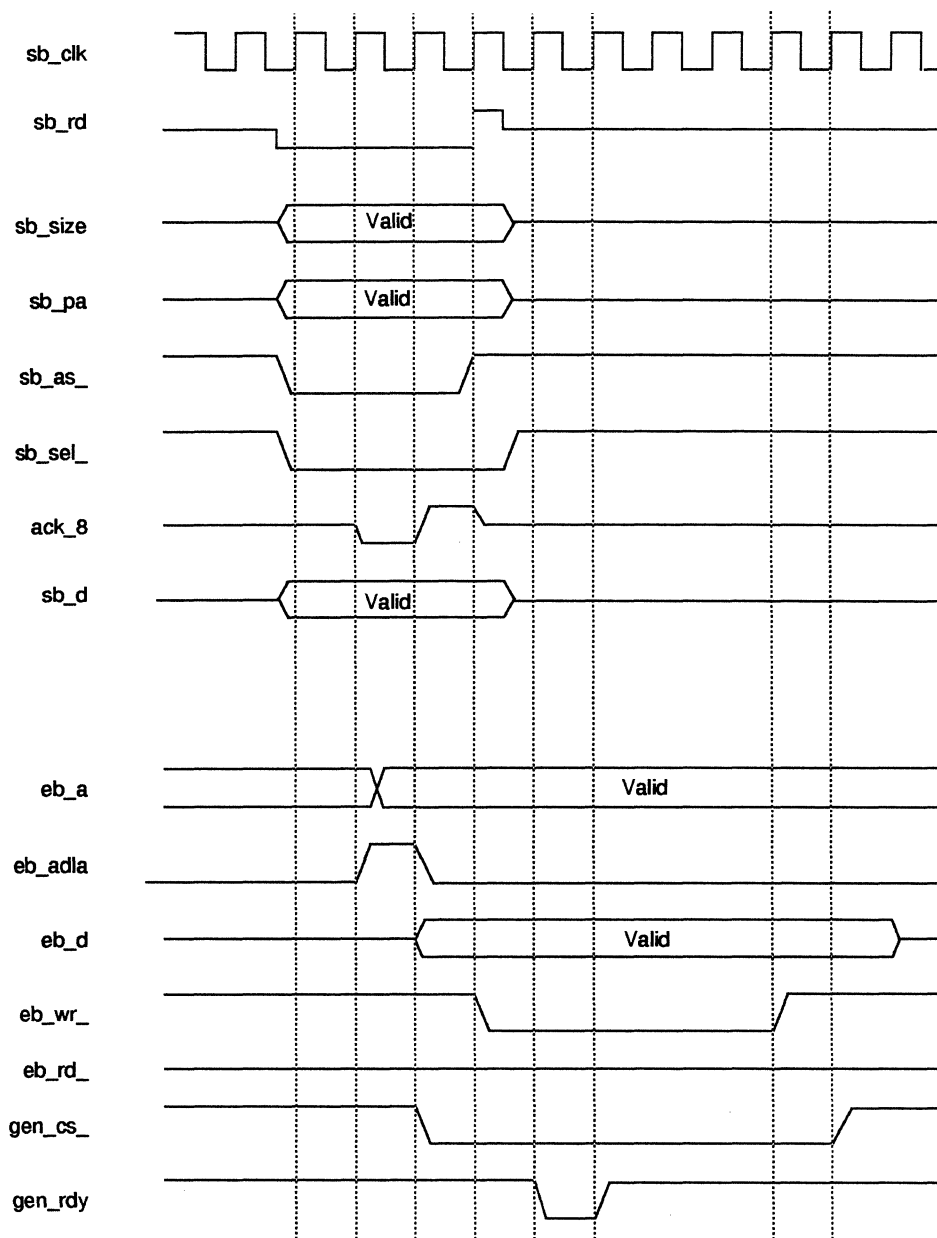 sb_clk
sb_rd
sb_size Valid
sb_pa Valid
sb_as_
sb_sel_
ack_8
sb_d Valid
eb_a Valid
eb_adla
eb_d Valid
eb_wr_
eb_rd_
gen_cs_
gen_rdy